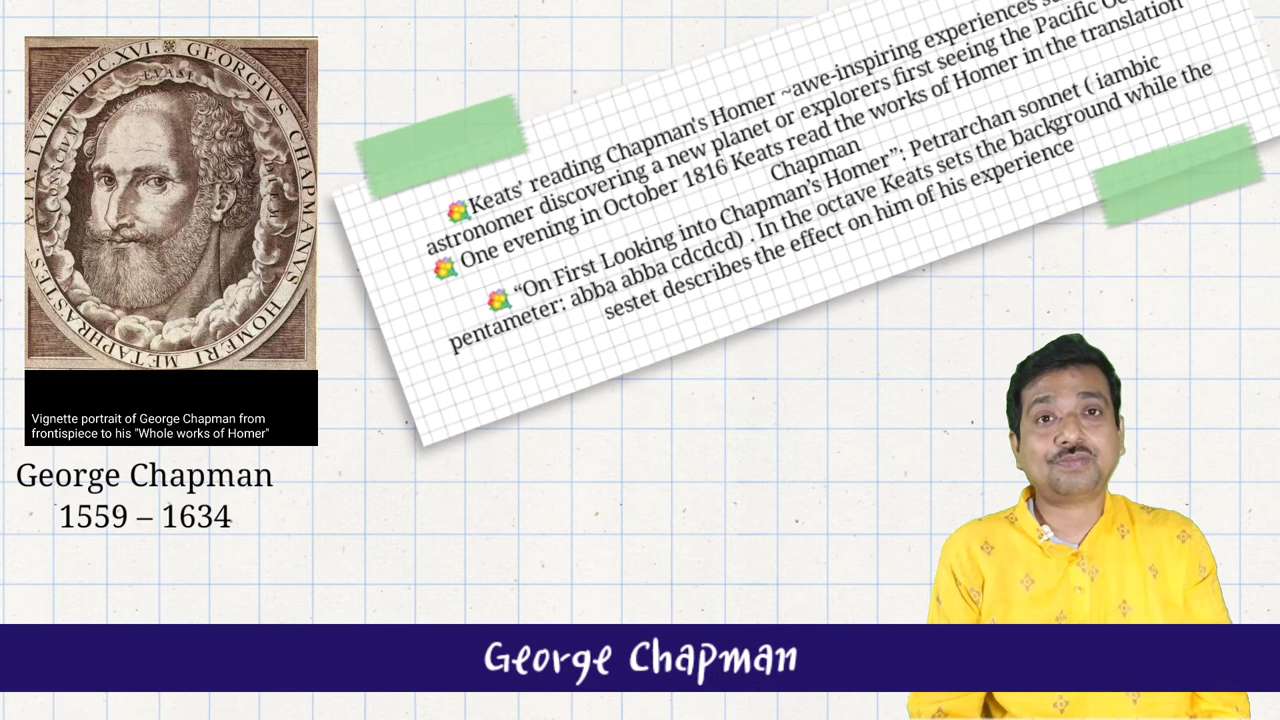 ÆTA: LVII. M.DC.XVI. GEORGIVS CHAPMANVS HOMERI METAPHRASTES
Vignette portrait of George Chapman from
frontispiece to his "Whole works of Homer"
George Chapman
1559 – 1634
Keats' reading Chapman's Homer ~awe-inspiring experiences
astronomer discovering a new planet or explorers first seeing the Pacific
One evening in October 1816 Keats read the works of Homer in the translation
Chapman
“On First Looking into Chapman's Homer”: Petrarchan sonnet ( iambic
pentameter: abba abba cdcdcd) . In the octave Keats sets the background while the
sestet describes the effect on him of his experience
George Chapman